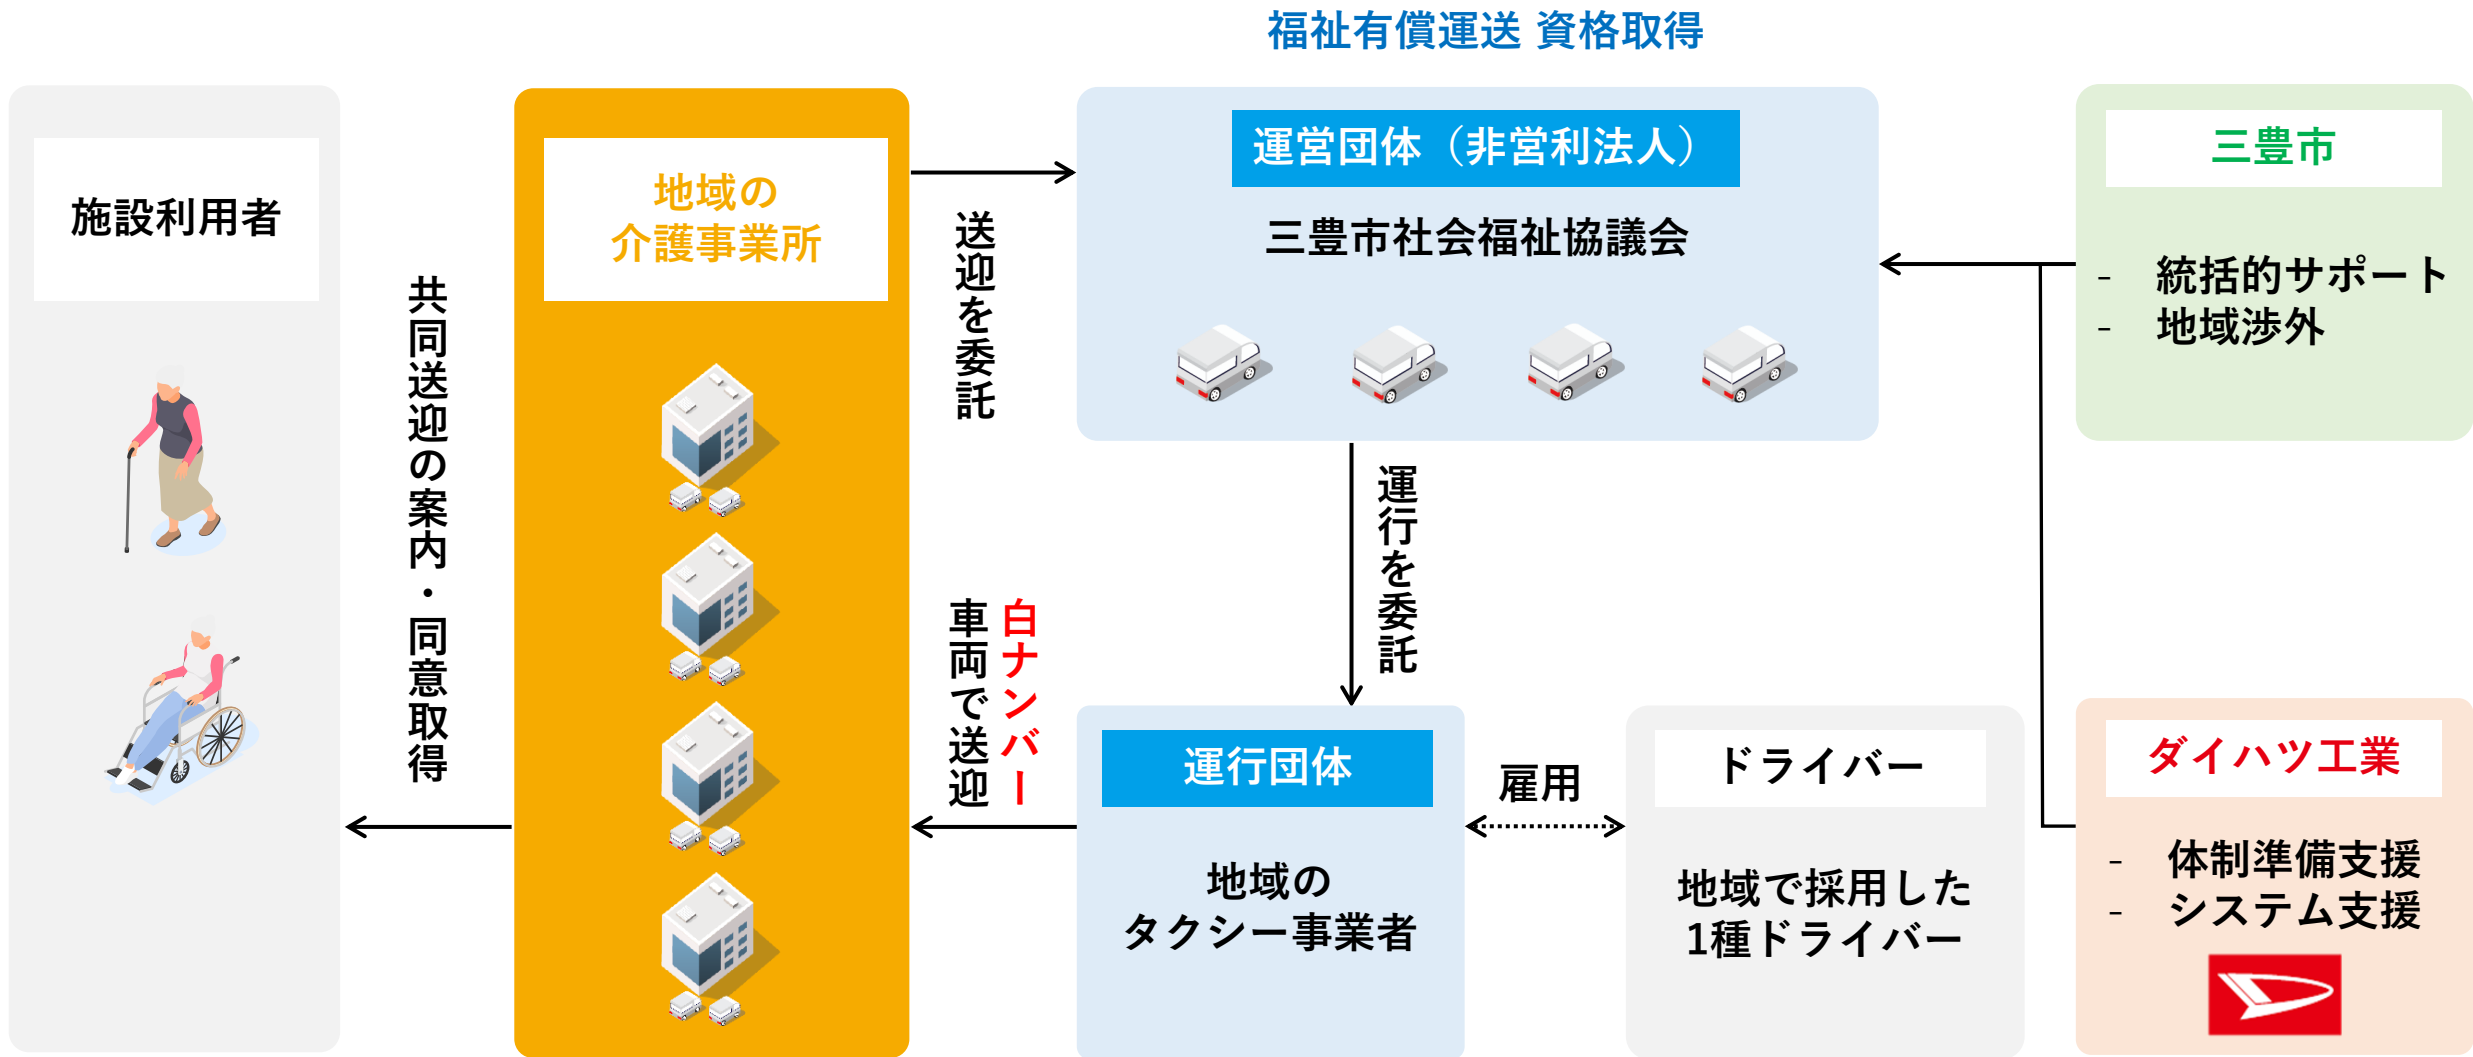 福祉有償運送 資格取得
施設利用者
共同送迎の案内・同意取得
地域の
介護事業所
送迎を委託
運営団体（非営利法人）
三豊市社会福祉協議会
三豊市
- 統括的サポート
- 地域渉外
運行を委託
白ナンバー
車両で送迎
運行団体
地域の
タクシー事業者
雇用
ドライバー
地域で採用した
1種ドライバー
ダイハツ工業
- 体制準備支援
- システム支援